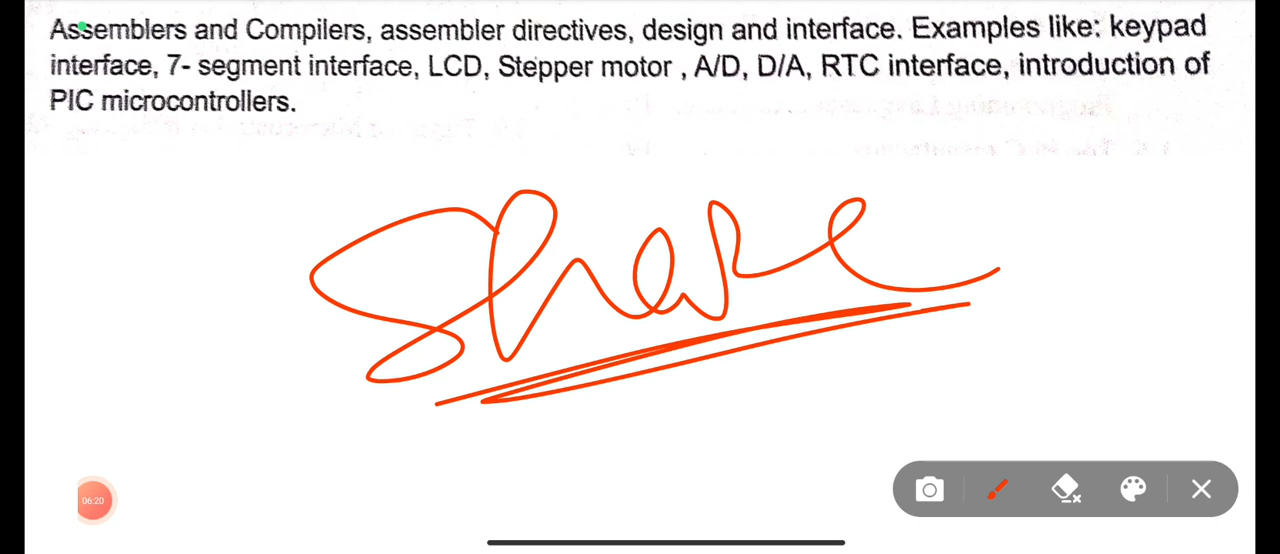 Assemblers and Compilers, assembler directives, design and interface. Examples like: keypad
interface, 7- segment interface, LCD, Stepper motor , A/D, D/A, RTC interface, introduction of
PIC microcontrollers.
Share
06:20